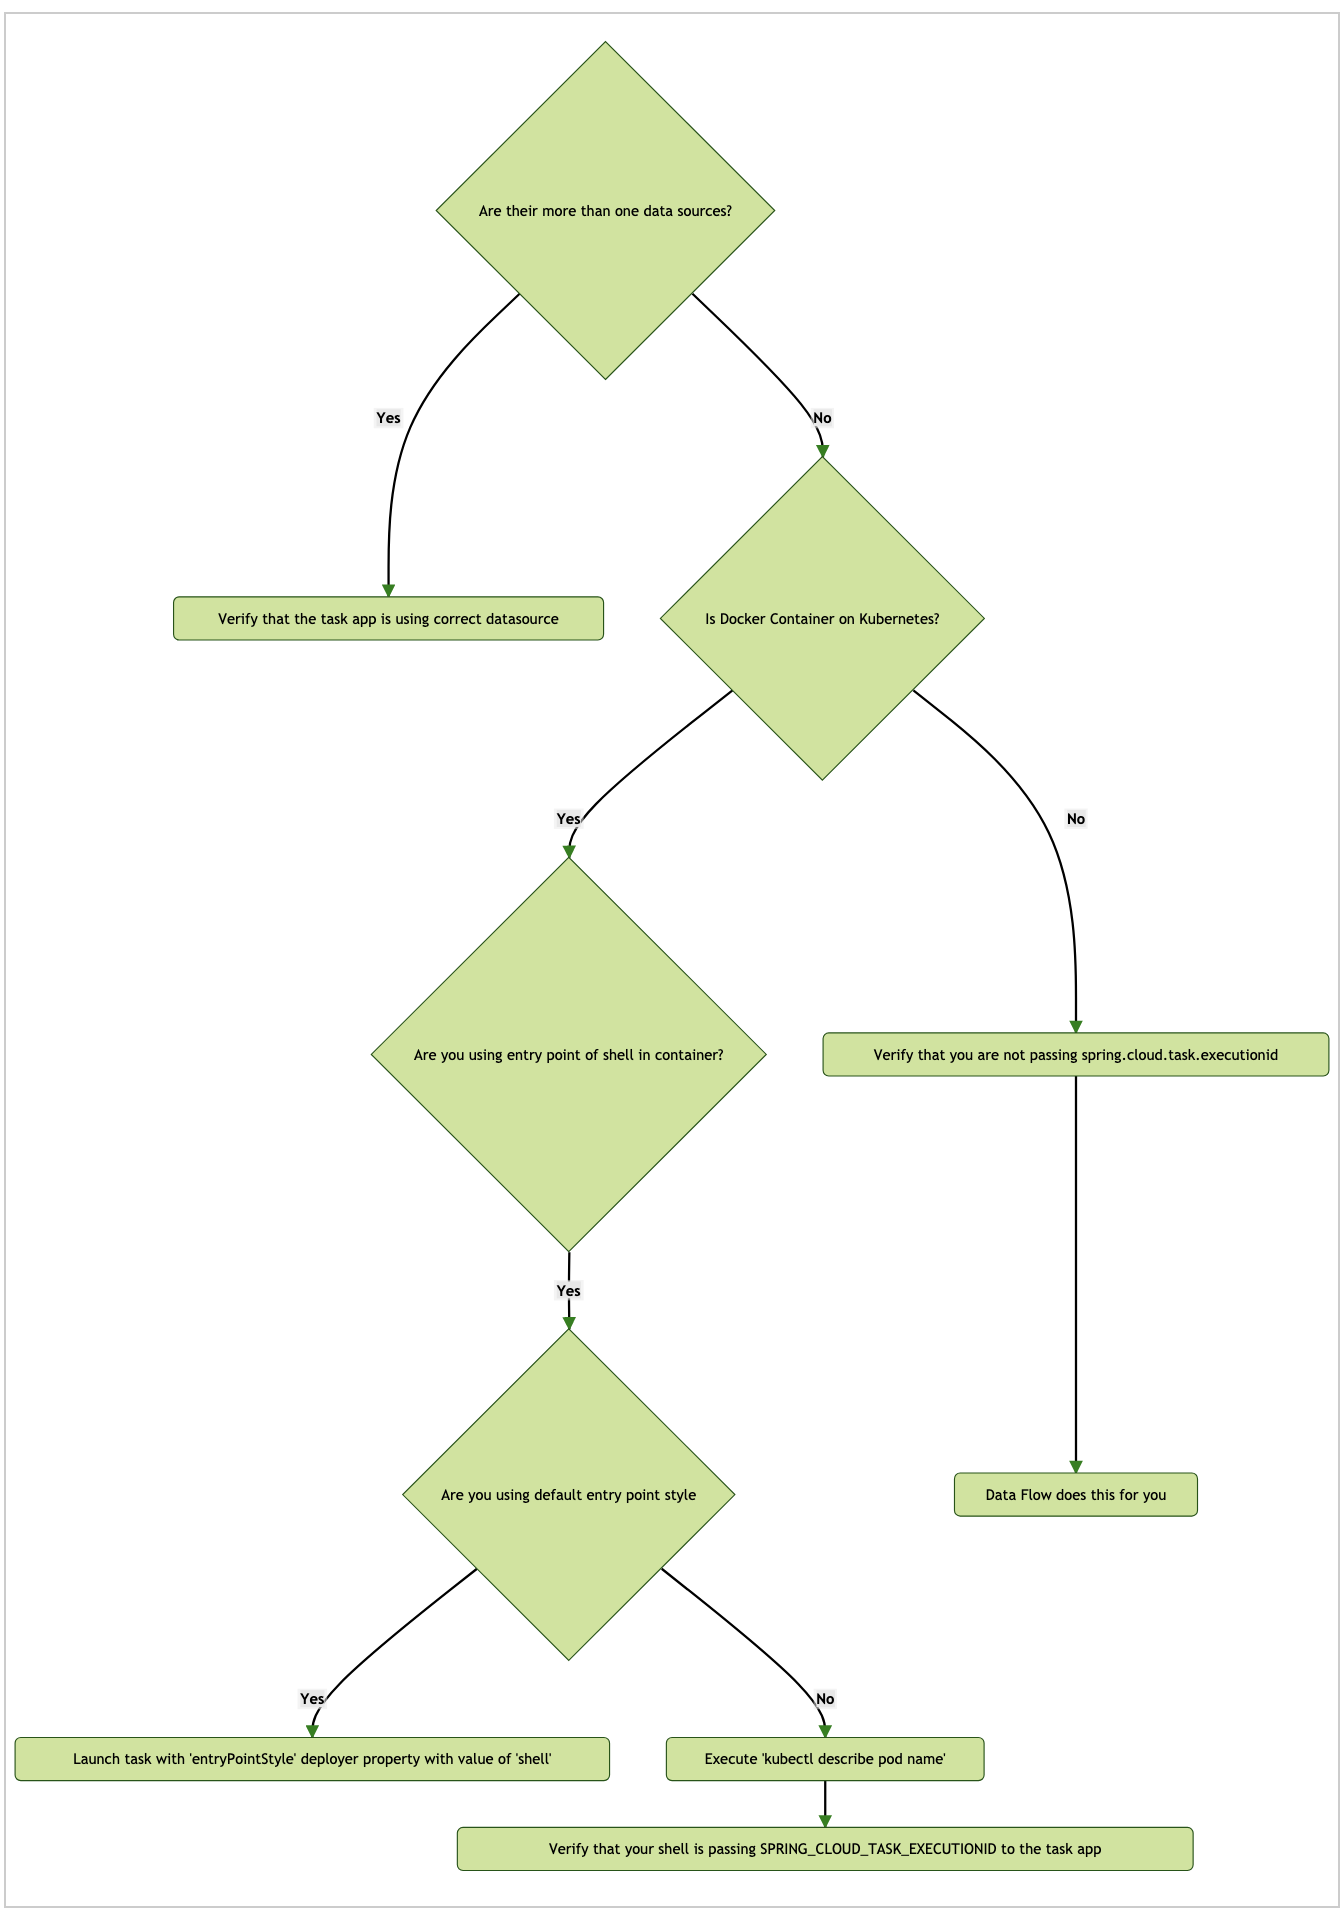 Are their more than one data sources?
Yes
No
Verify that the task app is using correct datasource
Is Docker Container on Kubernetes?
Yes
No
Are you using entry point of shell in container?
Verify that you are not passing spring.cloud.task.executionid
Yes
Are you using default entry point style
Data Flow does this for you
Yes
No
Launch task with 'entryPointStyle' deployer property with value of 'shell'
Execute 'kubectl describe pod name'
Verify that your shell is passing SPRING_CLOUD_TASK_EXECUTIONID to the task app